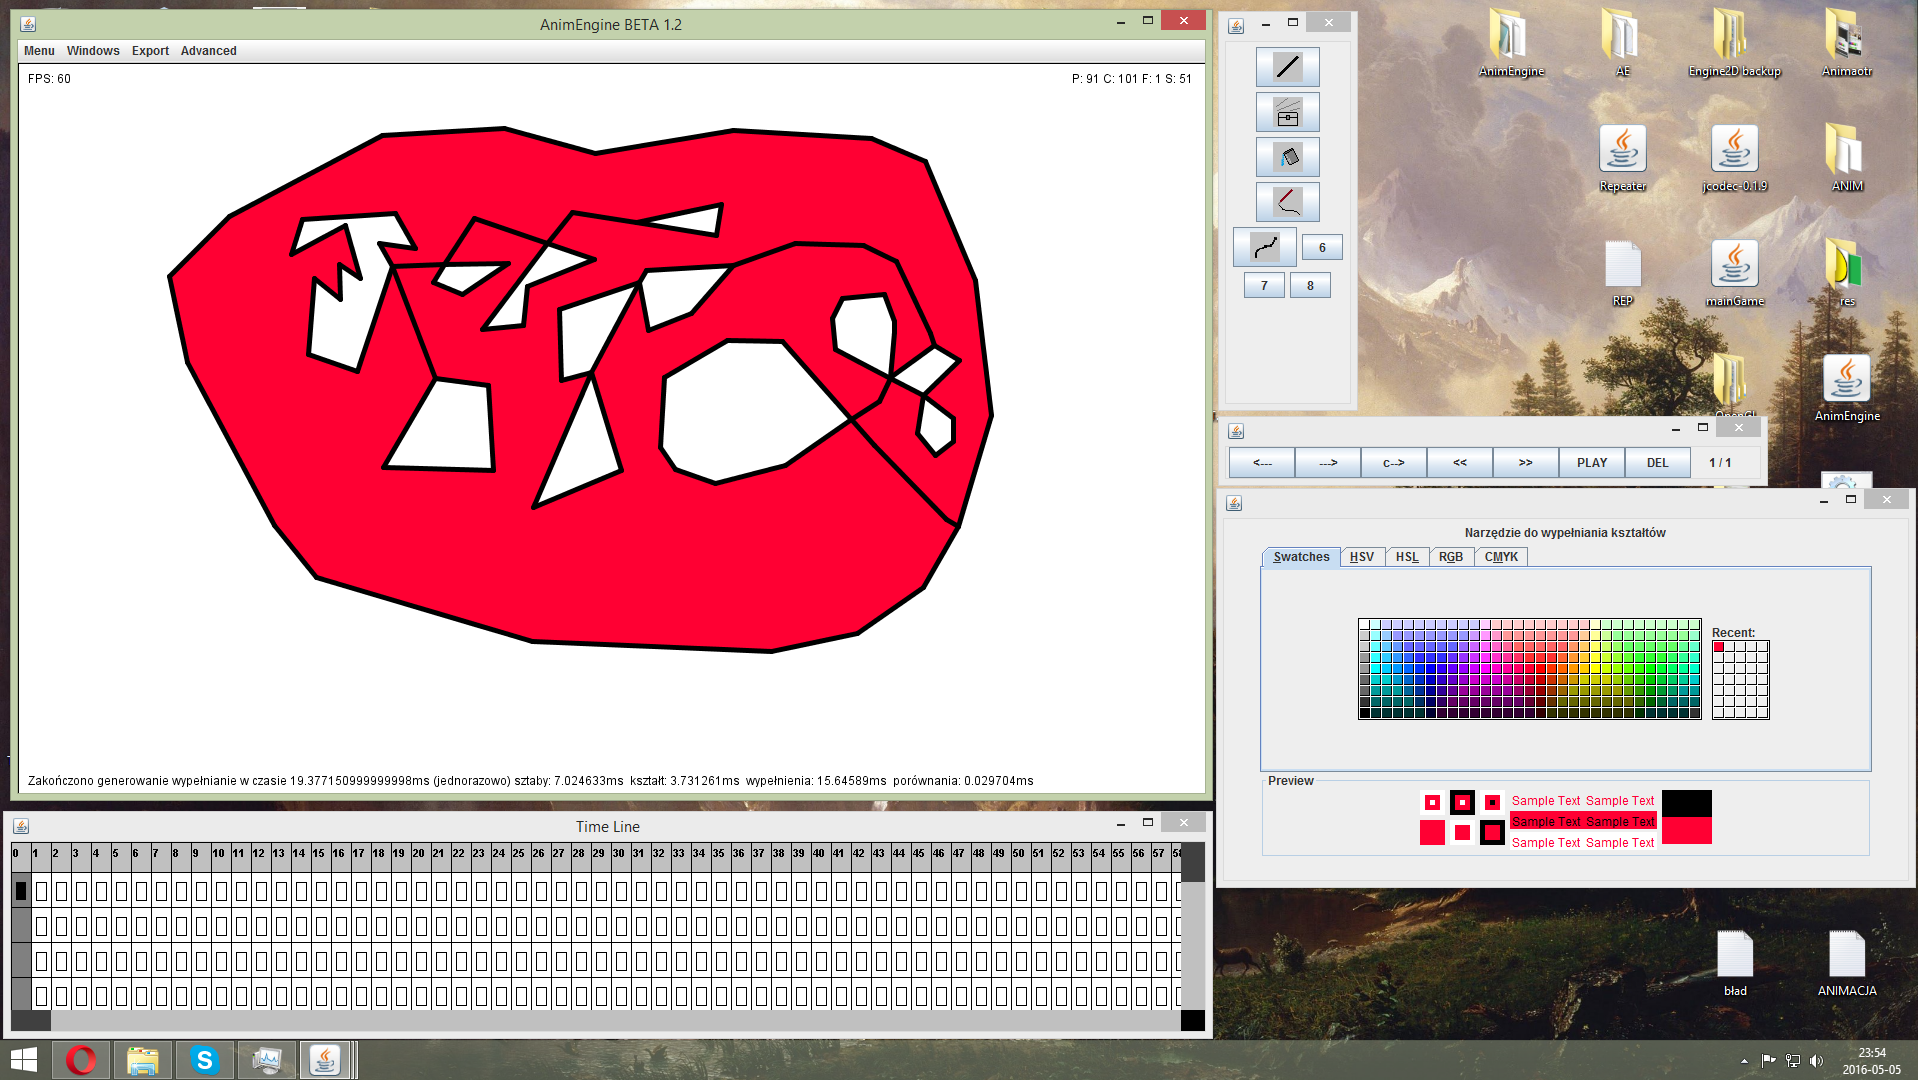 AnimEngine BETA 1.2
Menu Windows Export Advanced
FPS: 60
P: 91 C: 101 F: 1 S: 51
Zakończono generowanie wypełnianie w czasie 19.377150999999998ms (jednorazowo) sztaby: 7.024633ms kształt: 3.731261ms wypełnienia: 15.64589ms porównania: 0.029704ms
6
7 8
AnimEngine
AE
Engine2D backup
Animaotr
Repeater
jcodec-0.1.9
ANIM
REP
mainGame
res
OpenGL
AnimEngine
<--- ---> c--> << >> PLAY DEL 1 / 1
Narzędzie do wypełniania kształtów
Swatches HSV HSL RGB CMYK
Recent:
Preview
Sample Text Sample Text
Sample Text Sample Text
Sample Text Sample Text
Time Line
0 1 2 3 4 5 6 7 8 9 10 11 12 13 14 15 16 17 18 19 20 21 22 23 24 25 26 27 28 29 30 31 32 33 34 35 36 37 38 39 40 41 42 43 44 45 46 47 48 49 50 51 52 53 54 55 56 57 58
bład
ANIMACJA
23:54
2016-05-05